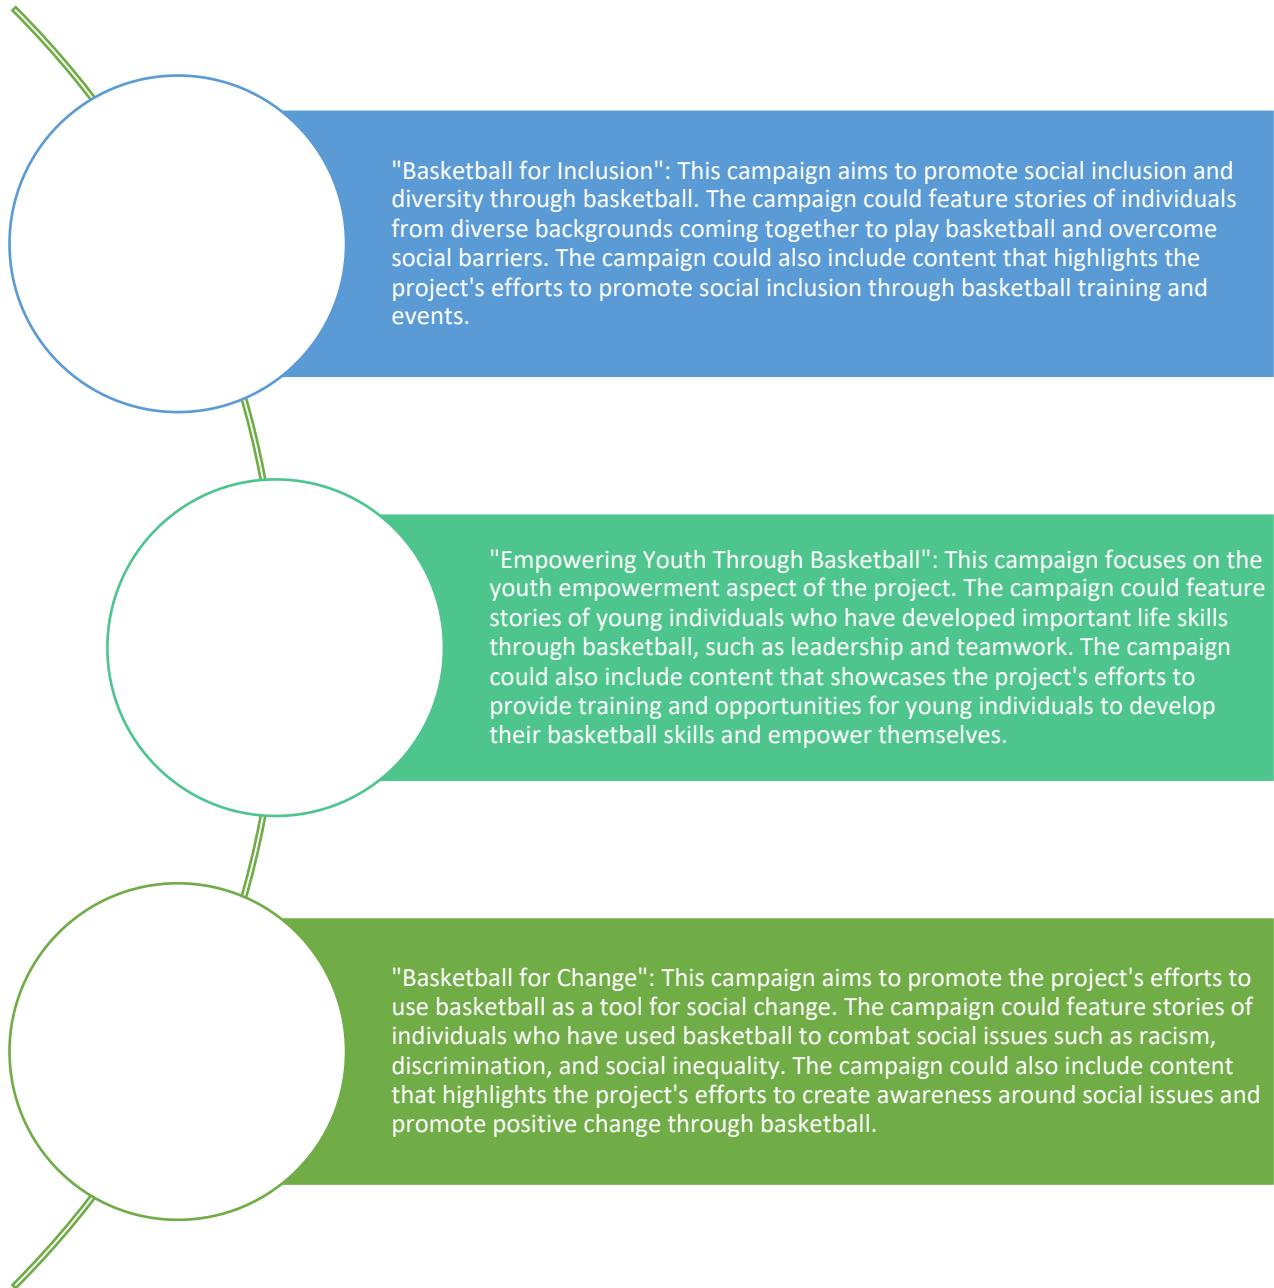 "Basketball for Inclusion": This campaign aims to promote social inclusion and
diversity through basketball. The campaign could feature stories of individuals
from diverse backgrounds coming together to play basketball and overcome
social barriers. The campaign could also include content that highlights the
project's efforts to promote social inclusion through basketball training and
events.
"Empowering Youth Through Basketball": This campaign focuses on the
youth empowerment aspect of the project. The campaign could feature
stories of young individuals who have developed important life skills
through basketball, such as leadership and teamwork. The campaign
could also include content that showcases the project's efforts to
provide training and opportunities for young individuals to develop
their basketball skills and empower themselves.
"Basketball for Change": This campaign aims to promote the project's efforts to
use basketball as a tool for social change. The campaign could feature stories of
individuals who have used basketball to combat social issues such as racism,
discrimination, and social inequality. The campaign could also include content
that highlights the project's efforts to create awareness around social issues and
promote positive change through basketball.